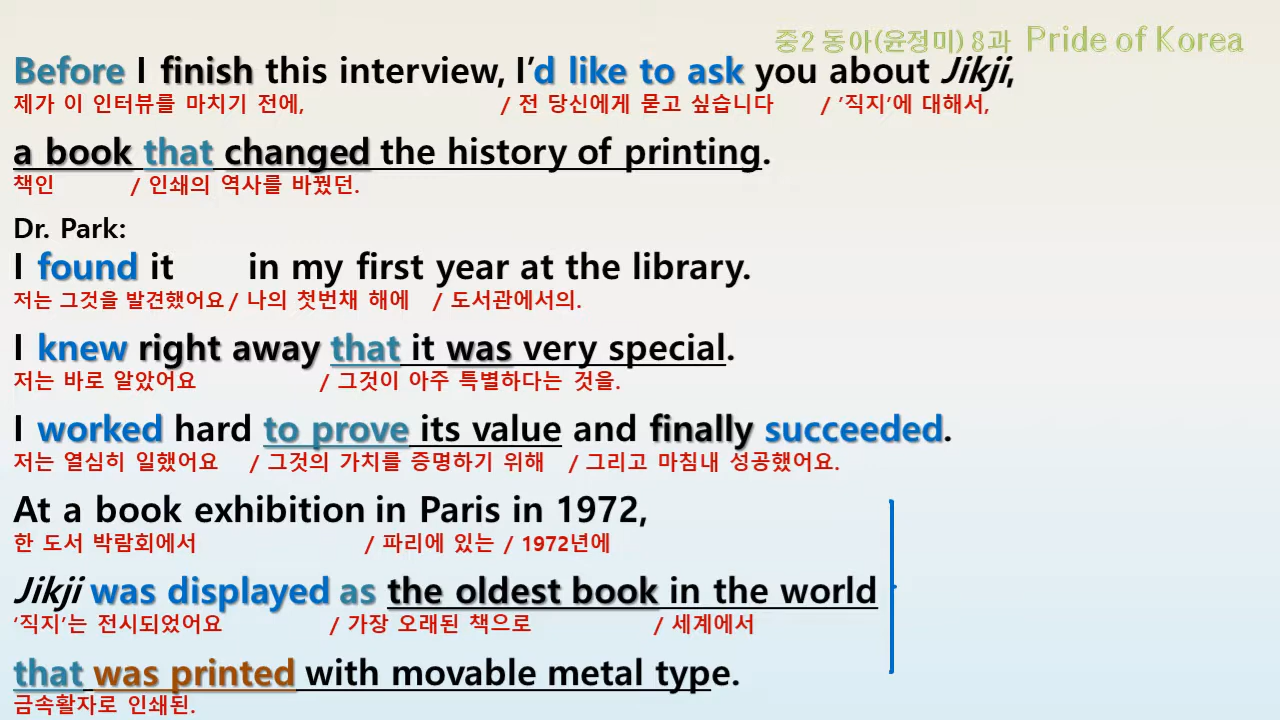 중2 동아(윤정미) 8과 Pride of Korea
Before I finish this interview, I'd like to ask you about Jikji,
제가 이 인터뷰를 마치기 전에, / 전 당신에게 묻고 싶습니다 / '직지'에 대해서,
a book that changed the history of printing.
책인 / 인쇄의 역사를 바꿨던.
Dr. Park:
I found it in my first year at the library.
저는 그것을 발견했어요 / 나의 첫번채 해에 / 도서관에서의.
I knew right away that it was very special.
저는 바로 알았어요 / 그것이 아주 특별하다는 것을.
I worked hard to prove its value and finally succeeded.
저는 열심히 일했어요 / 그것의 가치를 증명하기 위해 / 그리고 마침내 성공했어요.
At a book exhibition in Paris in 1972,
한 도서 박람회에서 / 파리에 있는 / 1972년에
Jikji was displayed as the oldest book in the world
'직지'는 전시되었어요 / 가장 오래된 책으로 / 세계에서
that was printed with movable metal type.
금속활자로 인쇄된.